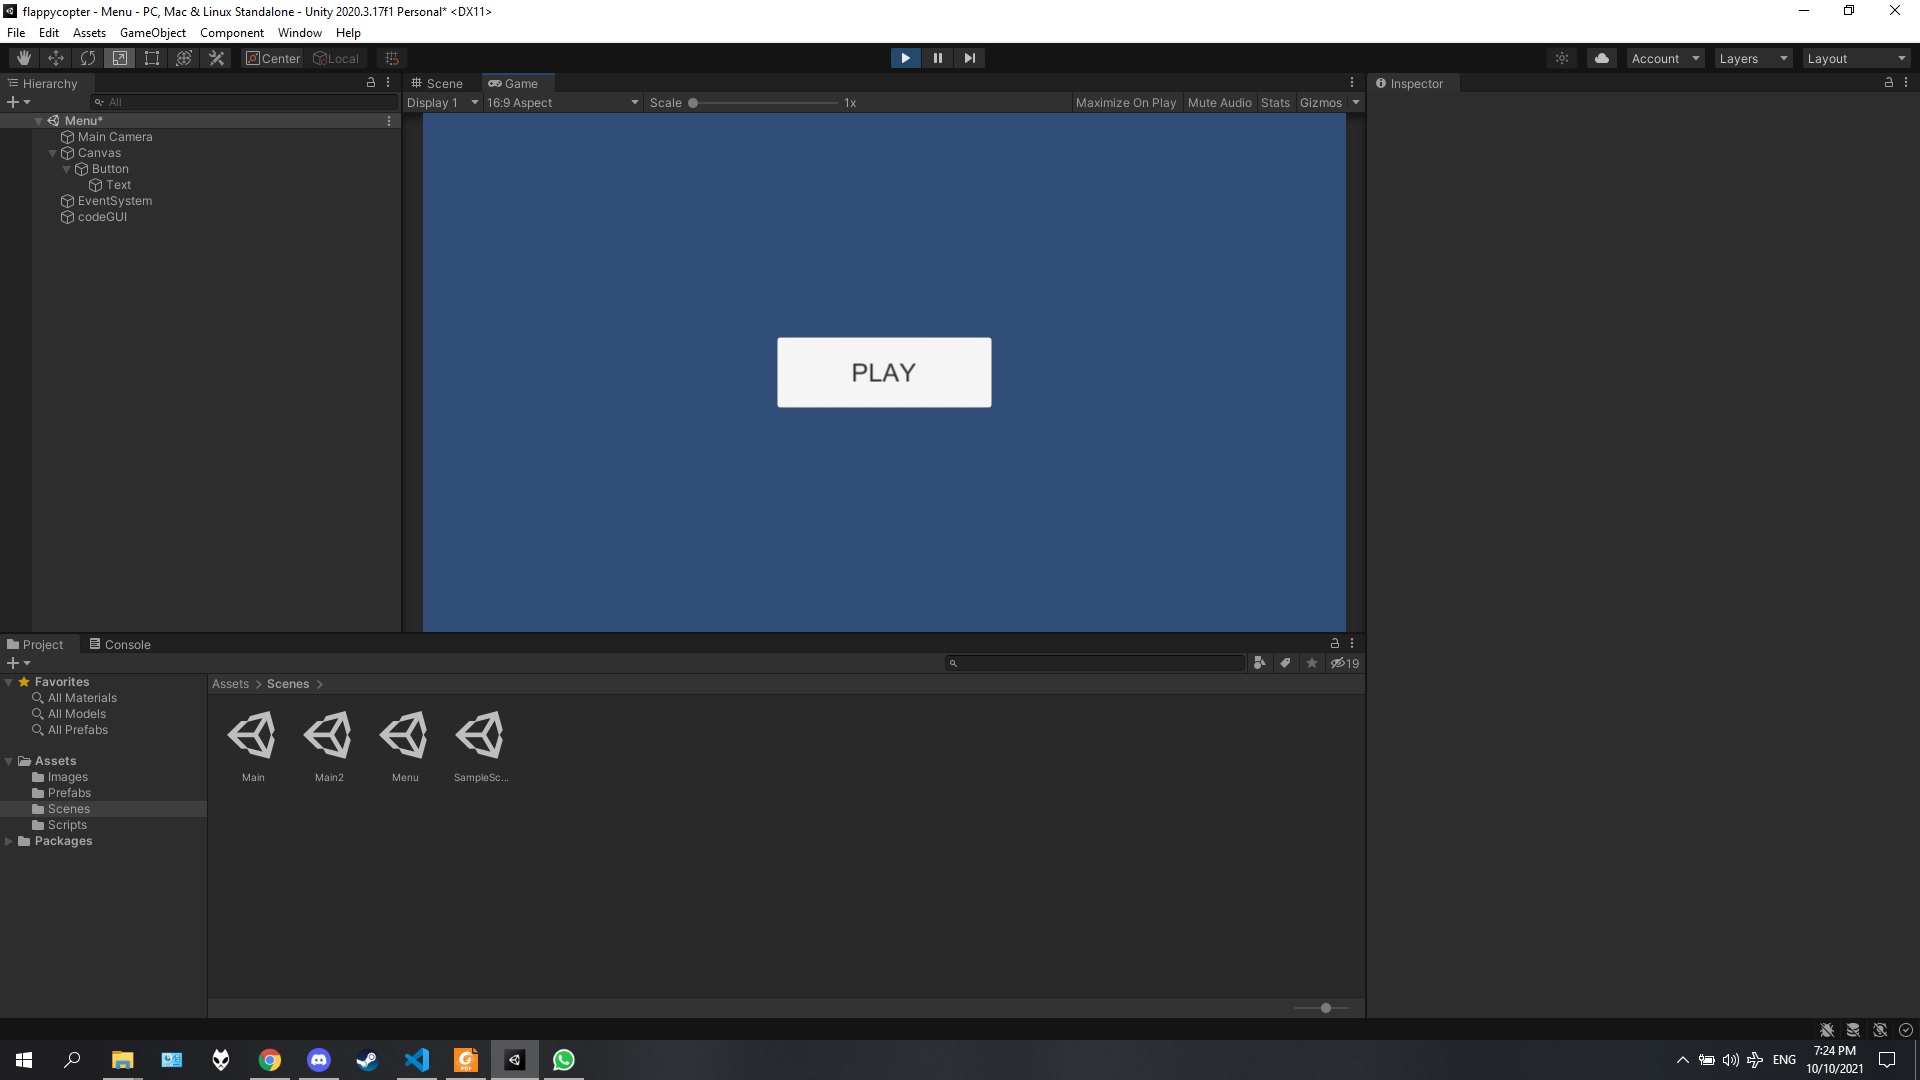 flappycopter - Menu - PC, Mac & Linux Standalone - Unity 2020.3.17f1 Personal* <DX11>
File Edit Assets GameObject Component Window Help
Center Local Account Layers Layout
Hierarchy
All
Menu*
Main Camera
Canvas
Button
Text
EventSystem
codeGUI
Scene Game
Display 1 16:9 Aspect Scale 1x Maximize On Play Mute Audio Stats Gizmos
PLAY
Inspector
Project Console
19
Favorites
All Materials
All Models
All Prefabs
Assets
Images
Prefabs
Scenes
Scripts
Packages
Assets > Scenes >
Main Main2 Menu SampleSc...
ENG
7:24 PM
10/10/2021